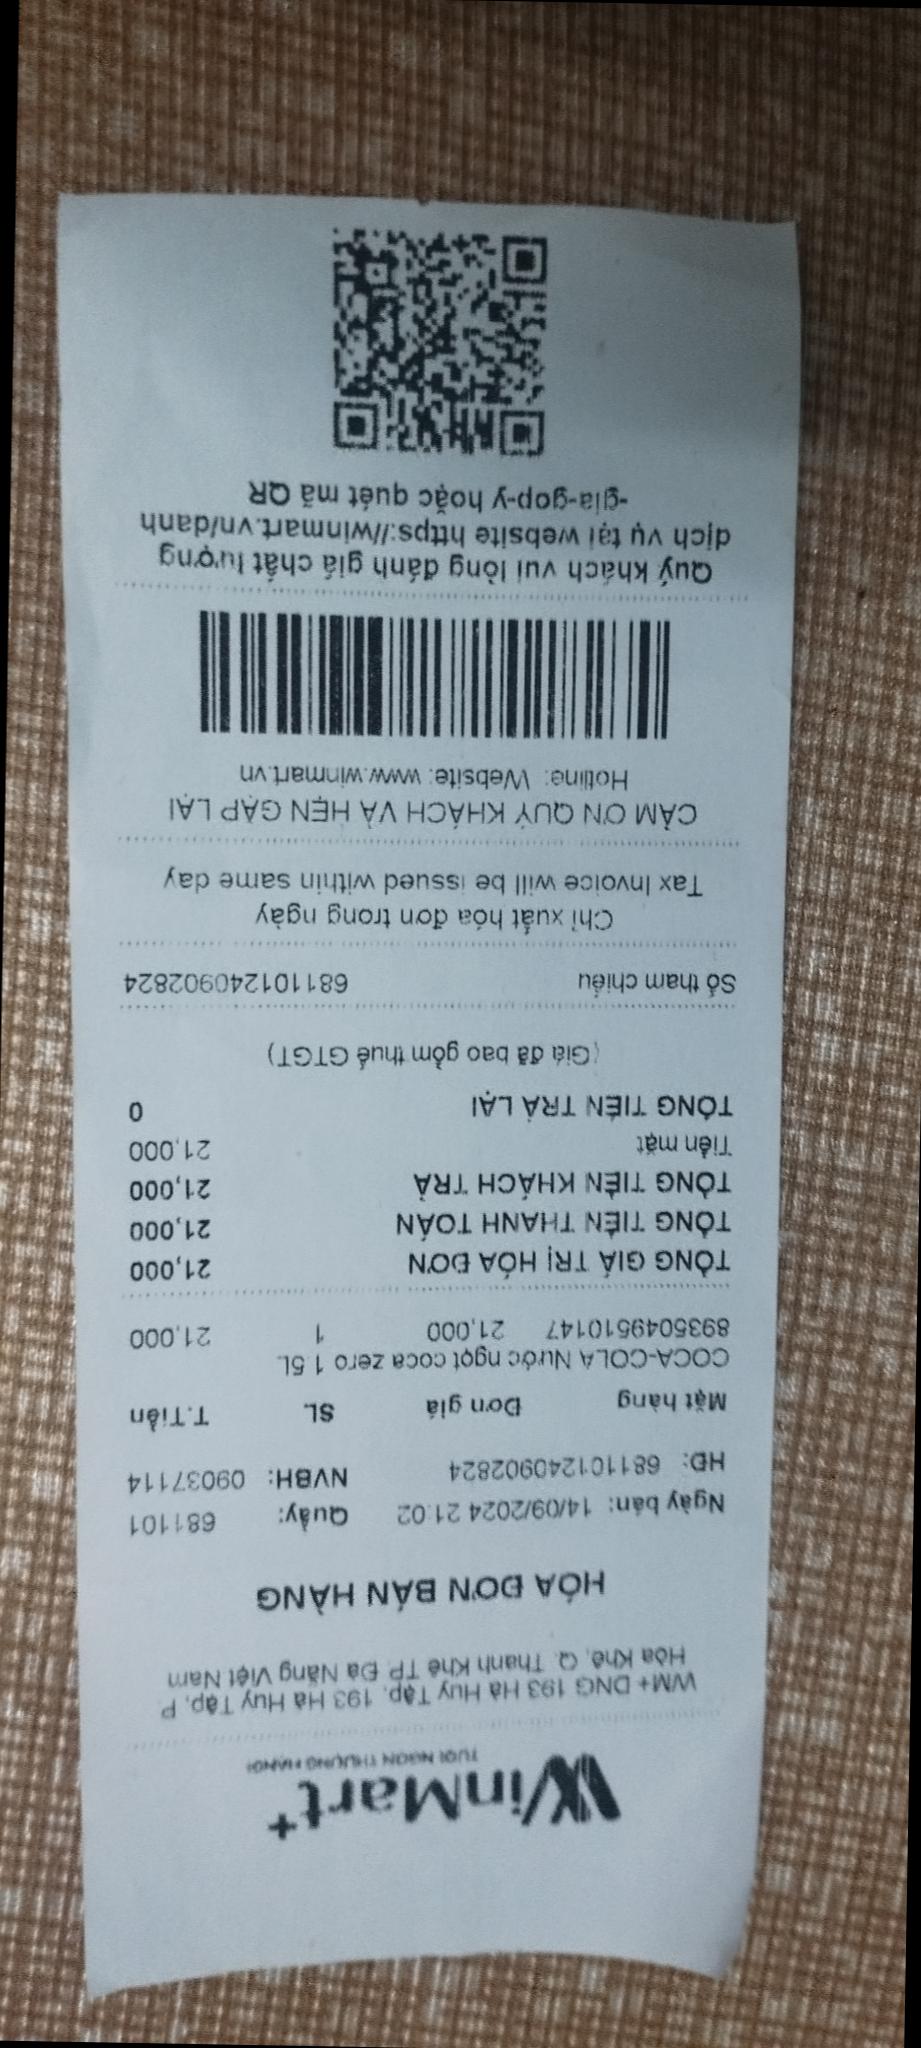 WinMart+
TƯƠI NGON THƯỢNG HẠNG!
WM+ DNG 193 Hà Huy Tập, 193 Hà Huy Tập, P.
Hòa Khê, Q. Thanh Khê TP. Đà Nẵng Việt Nam
HÓA ĐƠN BÁN HÀNG
Ngày bán: 14/09/2024 21:02 Quầy: 681101
HĐ: 681101240902824 NVBH: 09037114
Mặt hàng Đơn giá SL T.Tiền
COCA-COLA Nước ngọt coca zero 1.5L
8935049510147 21,000 1 21,000
TỔNG GIÁ TRỊ HÓA ĐƠN 21,000
TỔNG TIỀN THANH TOÁN 21,000
TỔNG TIỀN KHÁCH TRẢ 21,000
Tiền mặt 21,000
TỔNG TIỀN TRẢ LẠI 0
(Giá đã bao gồm thuế GTGT)
Số tham chiếu 681101240902824
Chỉ xuất hóa đơn trong ngày
Tax Invoice will be issued within same day
CẢM ƠN QUÝ KHÁCH VÀ HẸN GẶP LẠI
Hotline: Website: www.winmart.vn
Quý khách vui lòng đánh giá chất lượng
dịch vụ tại website https://winmart.vn/danh
-gia-gop-y hoặc quét mã QR